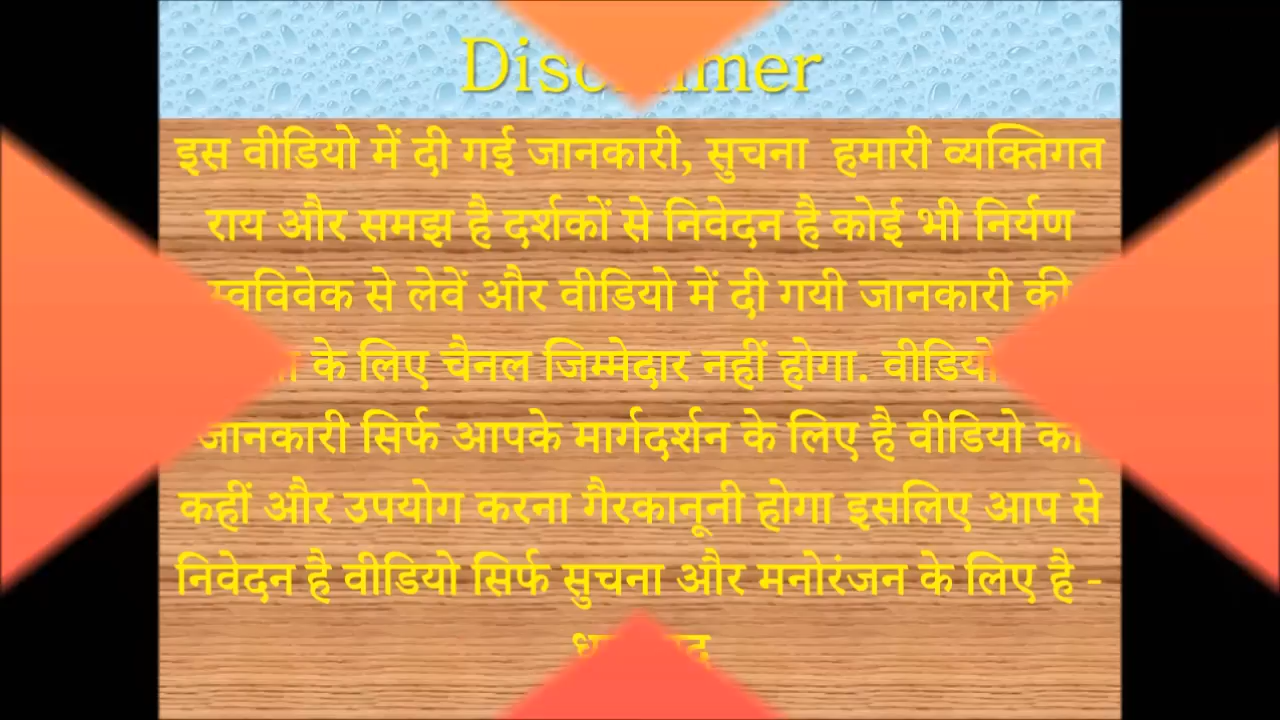 इस वीडियो में दी गई जानकारी, सुचना हमारी व्यक्तिगत
राय और समझ है दर्शकों से निवेदन है कोई भी निर्यण
से लेवें और वीडियो में दी गयी जानकारी की
के लिए चैनल जिम्मेदार नहीं होगा. वीडियो
जानकारी सिर्फ आपके मार्गदर्शन के लिए है वीडियो का
कहीं और उपयोग करना गैरकानूनी होगा इसलिए आप से
निवेदन है वीडियो सिर्फ सुचना और मनोरंजन के लिए है -